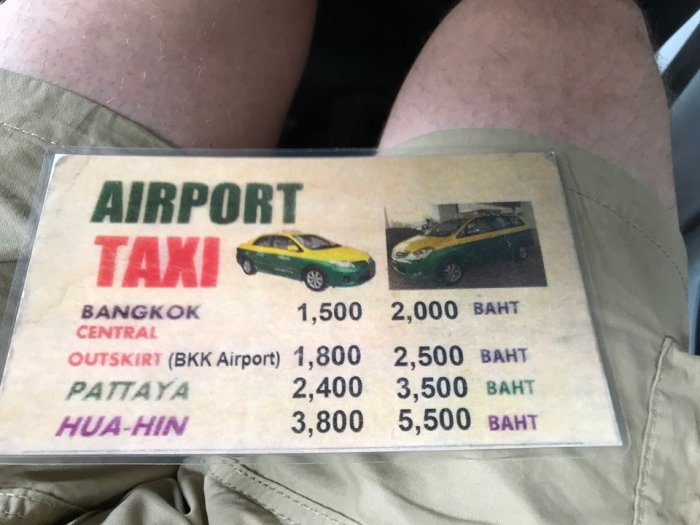 AIRPORT
TAXI
BANGKOK 1,500 2,000 BAHT
CENTRAL
OUTSKIRT (BKK Airport) 1,800 2,500 BAHT
PATTAYA 2,400 3,500 BAHT
HUA-HIN 3,800 5,500 BAHT